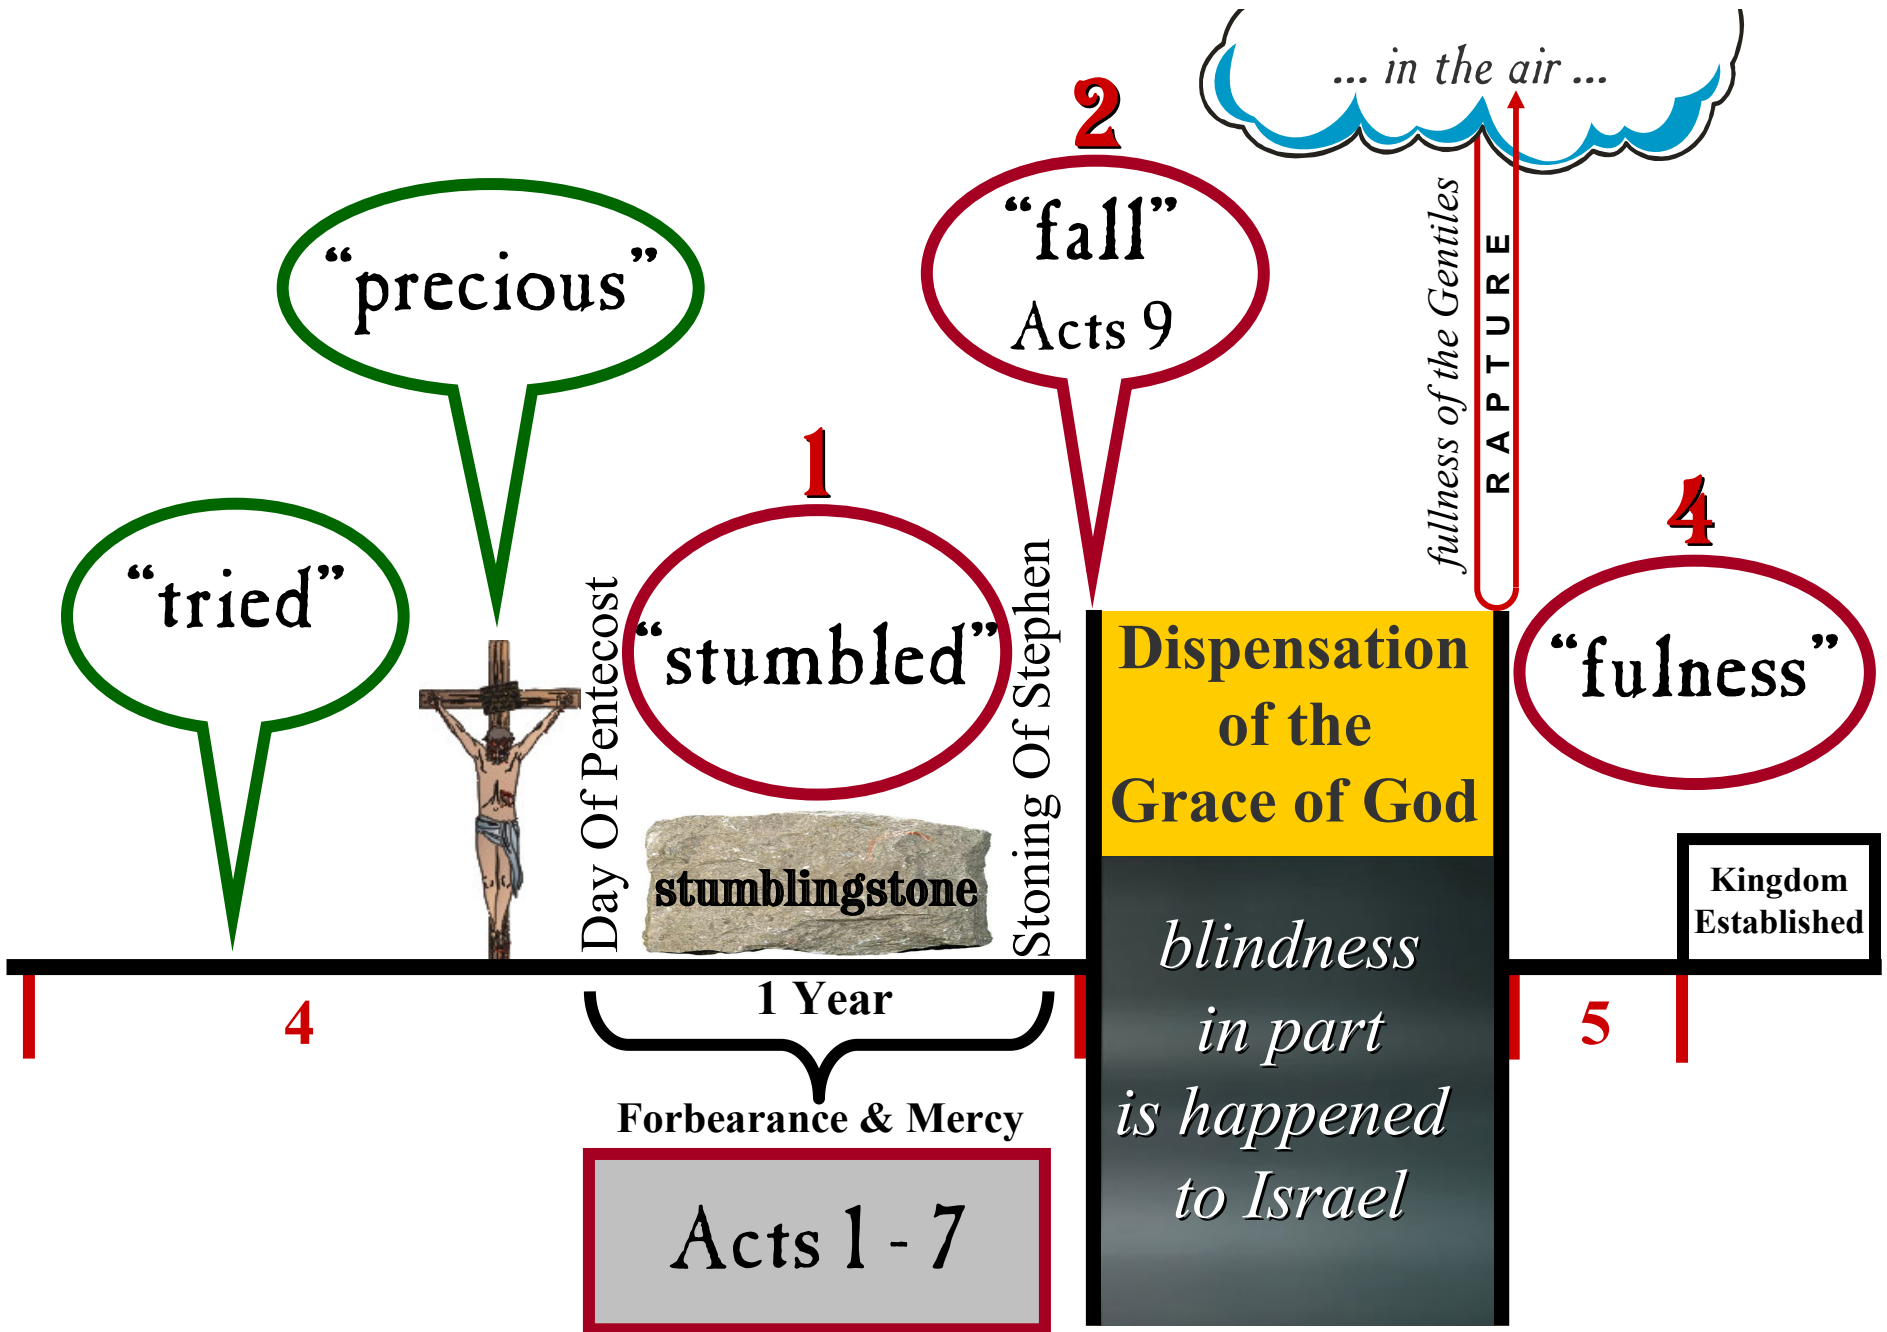 ... in the air ...
2
“fall”
Acts 9
“precious”
fullness of the Gentiles
RAPTURE
1
“stumbled”
4
“fulness”
“tried”
Day Of Pentecost
Stoning Of Stephen
stumblingstone
Dispensation
of the
Grace of God
Kingdom
Established
blindness
in part
is happened
to Israel
4
1 Year
5
Forbearance & Mercy
Acts 1 - 7